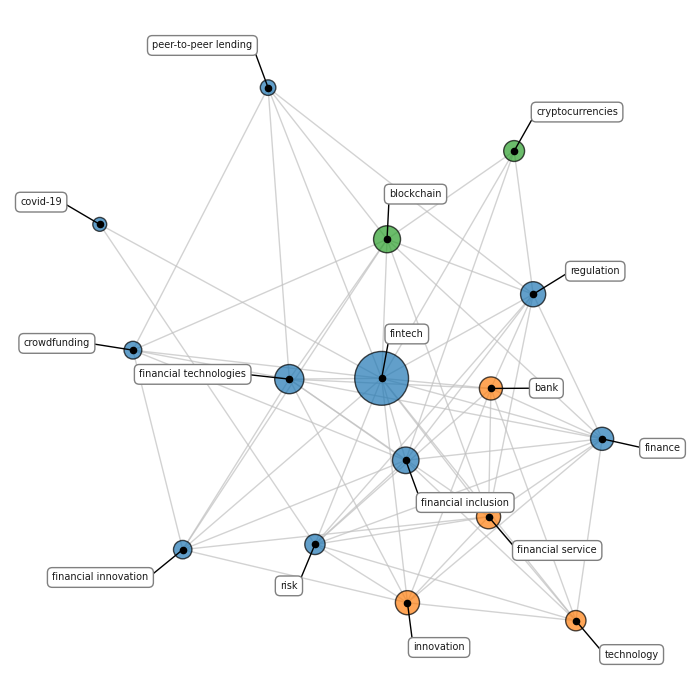 peer-to-peer lending
cryptocurrencies
blockchain
covid-19
regulation
fintech
crowdfunding
financial technologies
bank
finance
financial inclusion
financial service
financial innovation
risk
innovation
technology